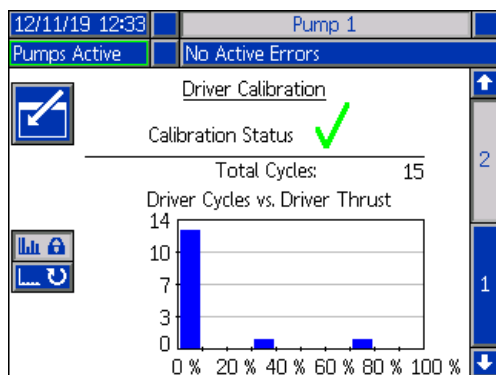 12/11/19 12:33 Pump 1
Pumps Active No Active Errors
Driver Calibration
Calibration Status
Total Cycles: 15
Driver Cycles vs. Driver Thrust
14
10
7
3
0
0 % 20 % 40 % 60 % 80 % 100 %
2
1